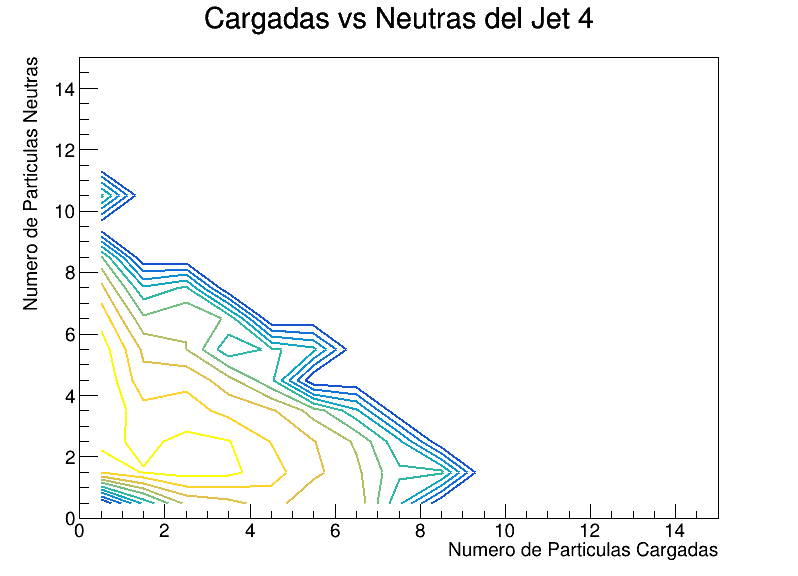 Cargadas vs Neutras del Jet 4
Numero de Particulas Neutras
14
12
10
8
6
4
2
0
0 2 4 6 8 10 12 14
Numero de Particulas Cargadas